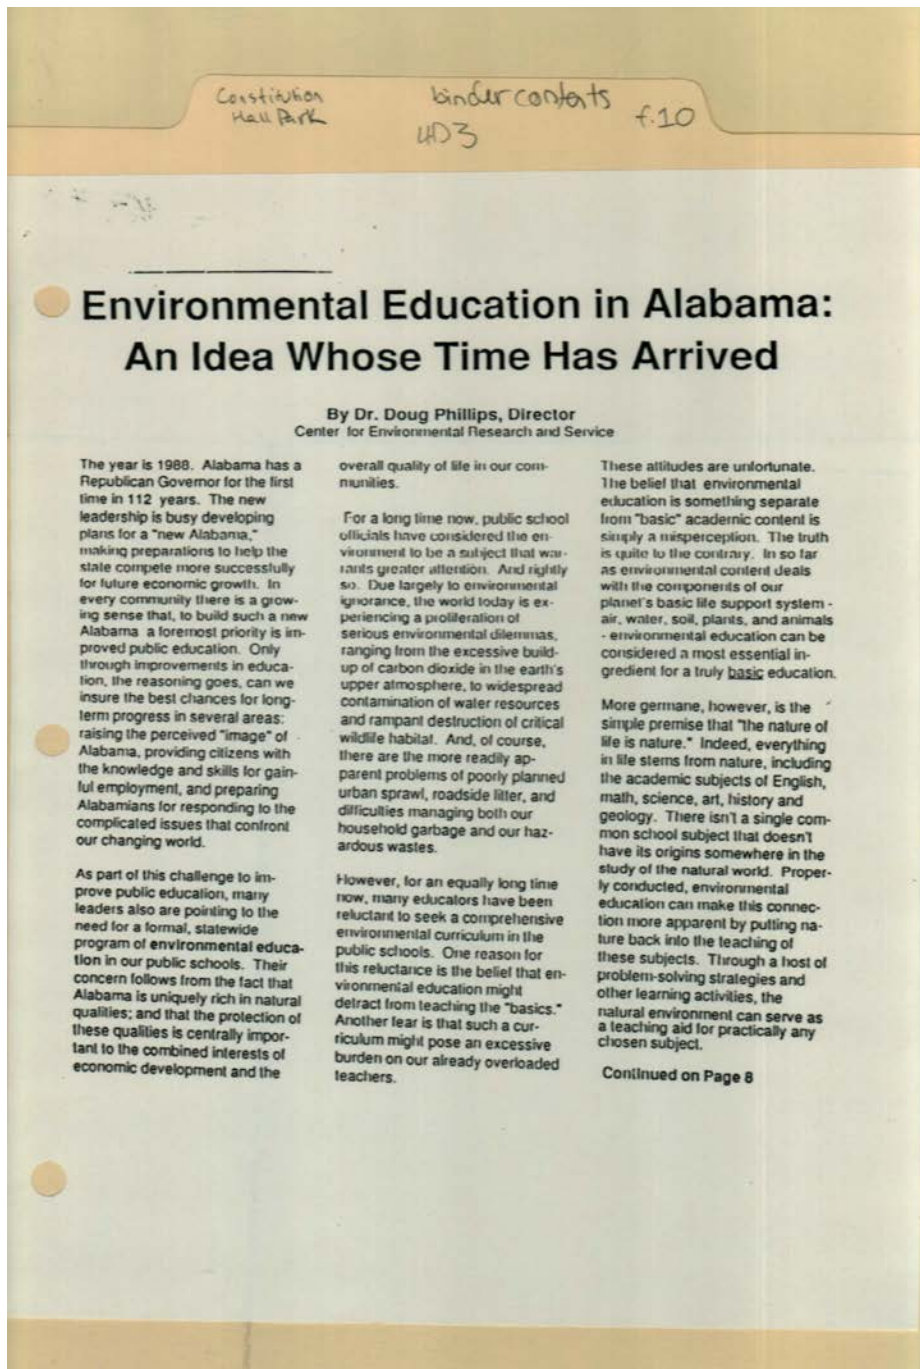 Constitution
Hall Park
binder contents
4D3
f.10
Environmental Education in Alabama:
An Idea Whose Time Has Arrived
By Dr. Doug Phillips, Director
Center for Environmental Research and Service
The year is 1988. Alabama has a
Republican Governor for the first
time in 112 years. The new
leadership is busy developing
plans for a "new Alabama,"
making preparations to help the
state compete more successfully
for future economic growth. In
every community there is a grow-
ing sense that, to build such a new
Alabama a foremost priority is im-
proved public education. Only
through improvements in educa-
tion, the reasoning goes, can we
insure the best chances for long-
term progress in several areas:
raising the perceived "image" of
Alabama, providing citizens with
the knowledge and skills for gain-
ful employment, and preparing
Alabamians for responding to the
complicated issues that confront
our changing world.
As part of this challenge to im-
prove public education, many
leaders also are pointing to the
need for a formal, statewide
program of environmental educa-
tion in our public schools. Their
concern follows from the fact that
Alabama is uniquely rich in natural
qualities; and that the protection of
these qualities is centrally impor-
tant to the combined interests of
economic development and the
overall quality of life in our com-
munities.
For a long time now, public school
officials have considered the en-
vironment to be a subject that war-
rants greater attention. And rightly
so. Due largely to environmental
ignorance, the world today is ex-
periencing a proliferation of
serious environmental dilemmas,
ranging from the excessive build-
up of carbon dioxide in the earth's
upper atmosphere, to widespread
contamination of water resources
and rampant destruction of critical
wildlife habitat. And, of course,
there are the more readily ap-
parent problems of poorly planned
urban sprawl, roadside litter, and
difficulties managing both our
household garbage and our haz-
ardous wastes.
However, for an equally long time
now, many educators have been
reluctant to seek a comprehensive
environmental curriculum in the
public schools. One reason for
this reluctance is the belief that en-
vironmental education might
detract from teaching the "basics."
Another fear is that such a cur-
riculum might pose an excessive
burden on our already overloaded
teachers.
These attitudes are unfortunate.
The belief that environmental
education is something separate
from "basic" academic content is
simply a misperception. The truth
is quite to the contrary. In so far
as environmental content deals
with the components of our
planet's basic life support system -
air, water, soil, plants, and animals
- environmental education can be
considered a most essential in-
gredient for a truly basic education.
More germane, however, is the
simple premise that "the nature of
life is nature." Indeed, everything
in life stems from nature, including
the academic subjects of English,
math, science, art, history and
geology. There isn't a single com-
mon school subject that doesn't
have its origins somewhere in the
study of the natural world. Proper-
ly conducted, environmental
education can make this connec-
tion more apparent by putting na-
ture back into the teaching of
these subjects. Through a host of
problem-solving strategies and
other learning activities, the
natural environment can serve as
a teaching aid for practically any
chosen subject.
Continued on Page 8